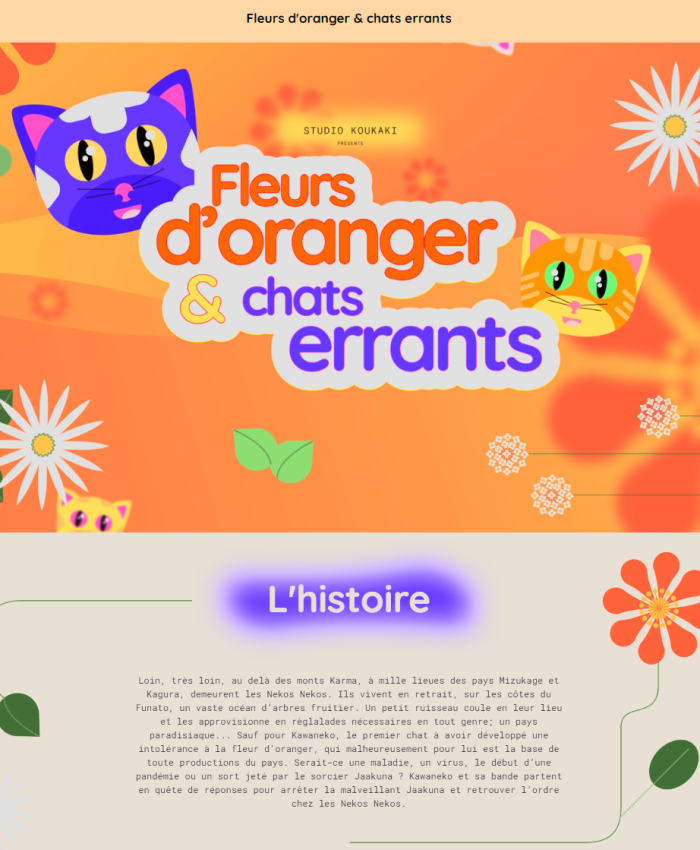 Fleurs d'oranger & chats errants
STUDIO KOUKAKI
PRÉSENTE
Fleurs
d'oranger
& chats
errants
L'histoire
Loin, très loin, au delà des monts Karma, à mille lieues des pays Mizukage et
Kagura, demeurent les Nekos Nekos. Ils vivent en retrait, sur les côtes du
Funato, un vaste océan d'arbres fruitier. Un petit ruisseau coule en leur lieu
et les approvisionne en règlalades nécessaires en tout genre; un pays
paradisiaque... Sauf pour Kawaneko, le premier chat à avoir développé une
intolérance à la fleur d'oranger, qui malheureusement pour lui est la base de
toute productions du pays. Serait-ce une maladie, un virus, le début d'une
pandémie ou un sort jeté par le sorcier Jaakuna ? Kawaneko et sa bande partent
en quête de réponses pour arrêter la malveillant Jaakuna et retrouver l'ordre
chez les Nekos Nekos.